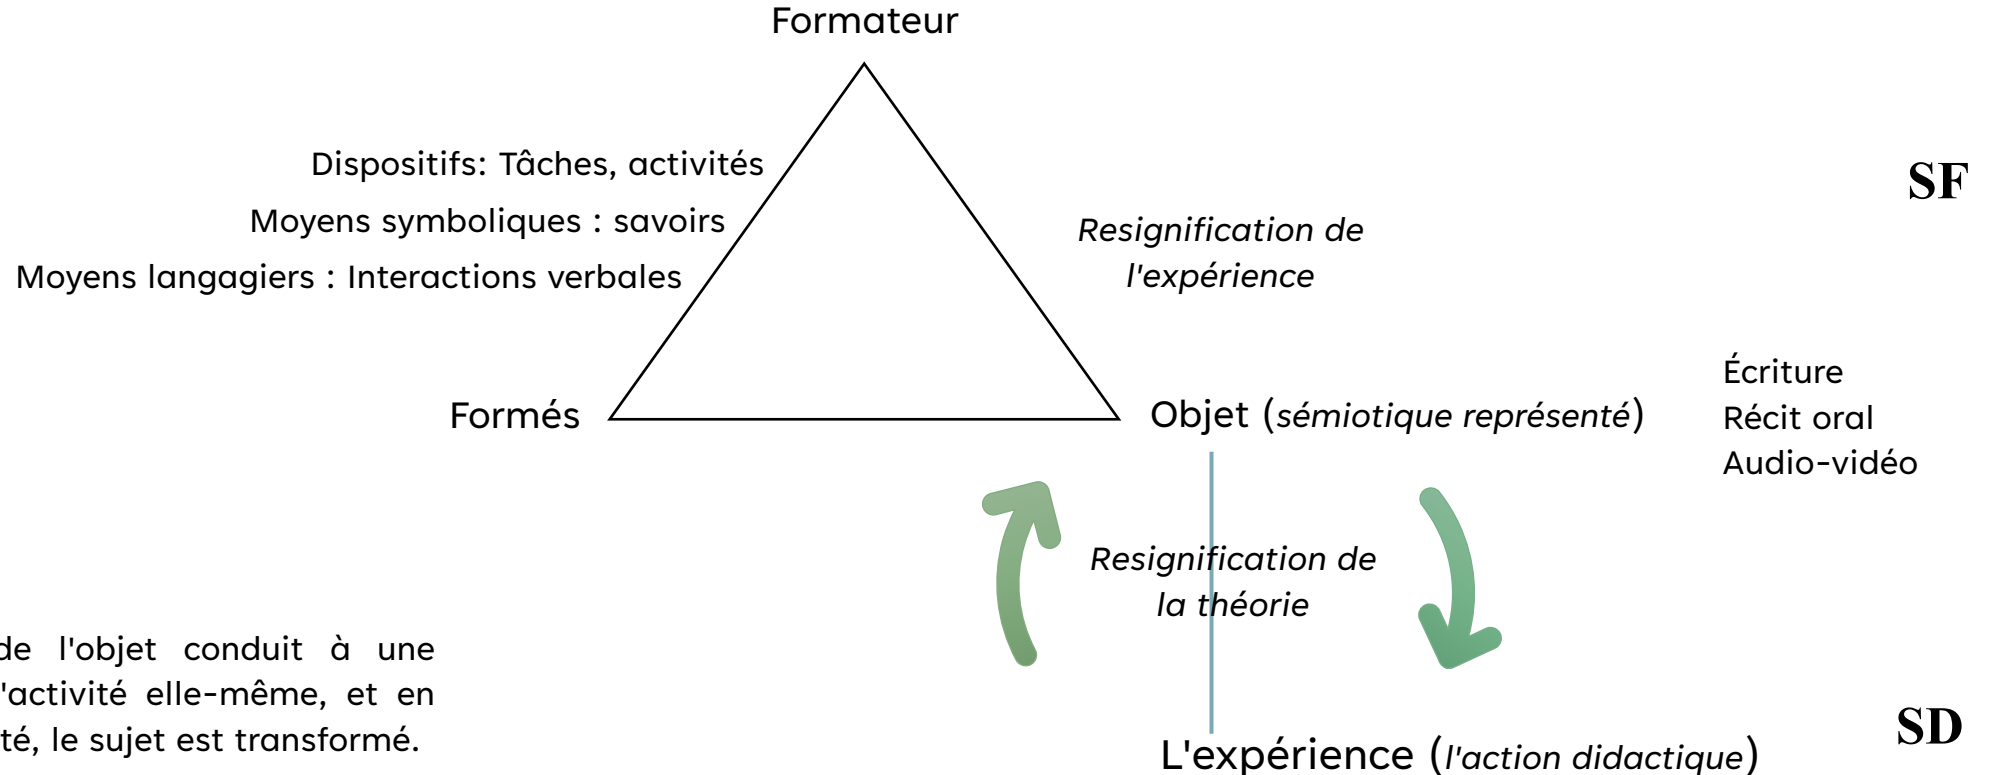 Formateur
Dispositifs: Tâches, activités
SF
Moyens symboliques : savoirs
Resignification de
l'expérience
Moyens langagiers : Interactions verbales
Formés
Objet (sémiotique représenté)
Écriture
Récit oral
Audio-vidéo
Resignification de
la théorie
de l'objet conduit à une
'activité elle-même, et en
té, le sujet est transformé.
SD
L'expérience (l'action didactique)